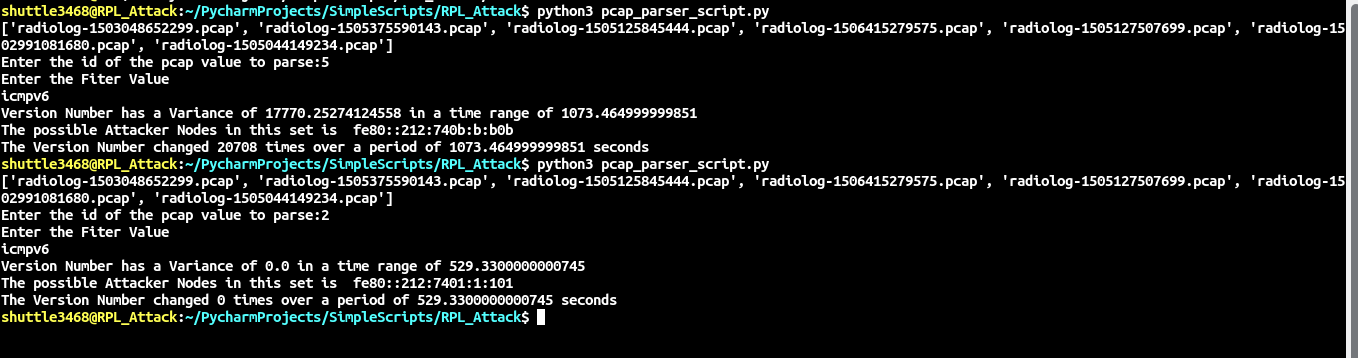 shuttle3468@RPL_Attack:~/PycharmProjects/SimpleScripts/RPL_Attack$ python3 pcap_parser_script.py
['radiolog-1503048652299.pcap', 'radiolog-1505375590143.pcap', 'radiolog-1505125845444.pcap', 'radiolog-1506415279575.pcap', 'radiolog-1505127507699.pcap', 'radiolog-15
02991081680.pcap', 'radiolog-1505044149234.pcap']
Enter the id of the pcap value to parse:5
Enter the Fiter Value
icmpv6
Version Number has a Variance of 17770.25274124558 in a time range of 1073.464999999851
The possible Attacker Nodes in this set is  fe80::212:740b:b:b0b
The Version Number changed 20708 times over a period of 1073.464999999851 seconds
shuttle3468@RPL_Attack:~/PycharmProjects/SimpleScripts/RPL_Attack$ python3 pcap_parser_script.py
['radiolog-1503048652299.pcap', 'radiolog-1505375590143.pcap', 'radiolog-1505125845444.pcap', 'radiolog-1506415279575.pcap', 'radiolog-1505127507699.pcap', 'radiolog-15
02991081680.pcap', 'radiolog-1505044149234.pcap']
Enter the id of the pcap value to parse:2
Enter the Fiter Value
icmpv6
Version Number has a Variance of 0.0 in a time range of 529.3300000000745
The possible Attacker Nodes in this set is  fe80::212:7401:1:101
The Version Number changed 0 times over a period of 529.3300000000745 seconds
shuttle3468@RPL_Attack:~/PycharmProjects/SimpleScripts/RPL_Attack$